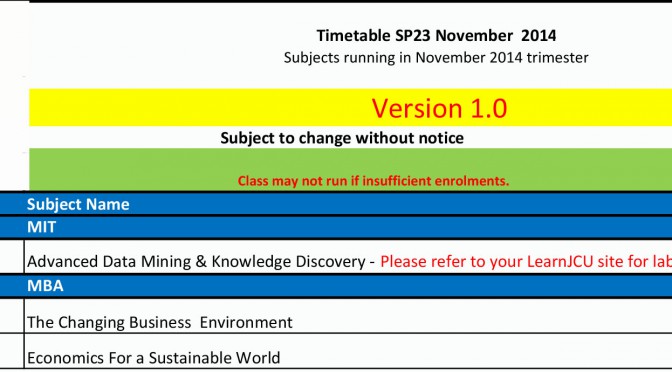 Timetable SP23 November 2014
Subjects running in November 2014 trimester
Version 1.0
Subject to change without notice
Class may not run if insufficient enrolments.
Subject Name
MIT
Advanced Data Mining & Knowledge Discovery - Please refer to your LearnJCU site for
MBA
The Changing Business Environment
Economics For a Sustainable World